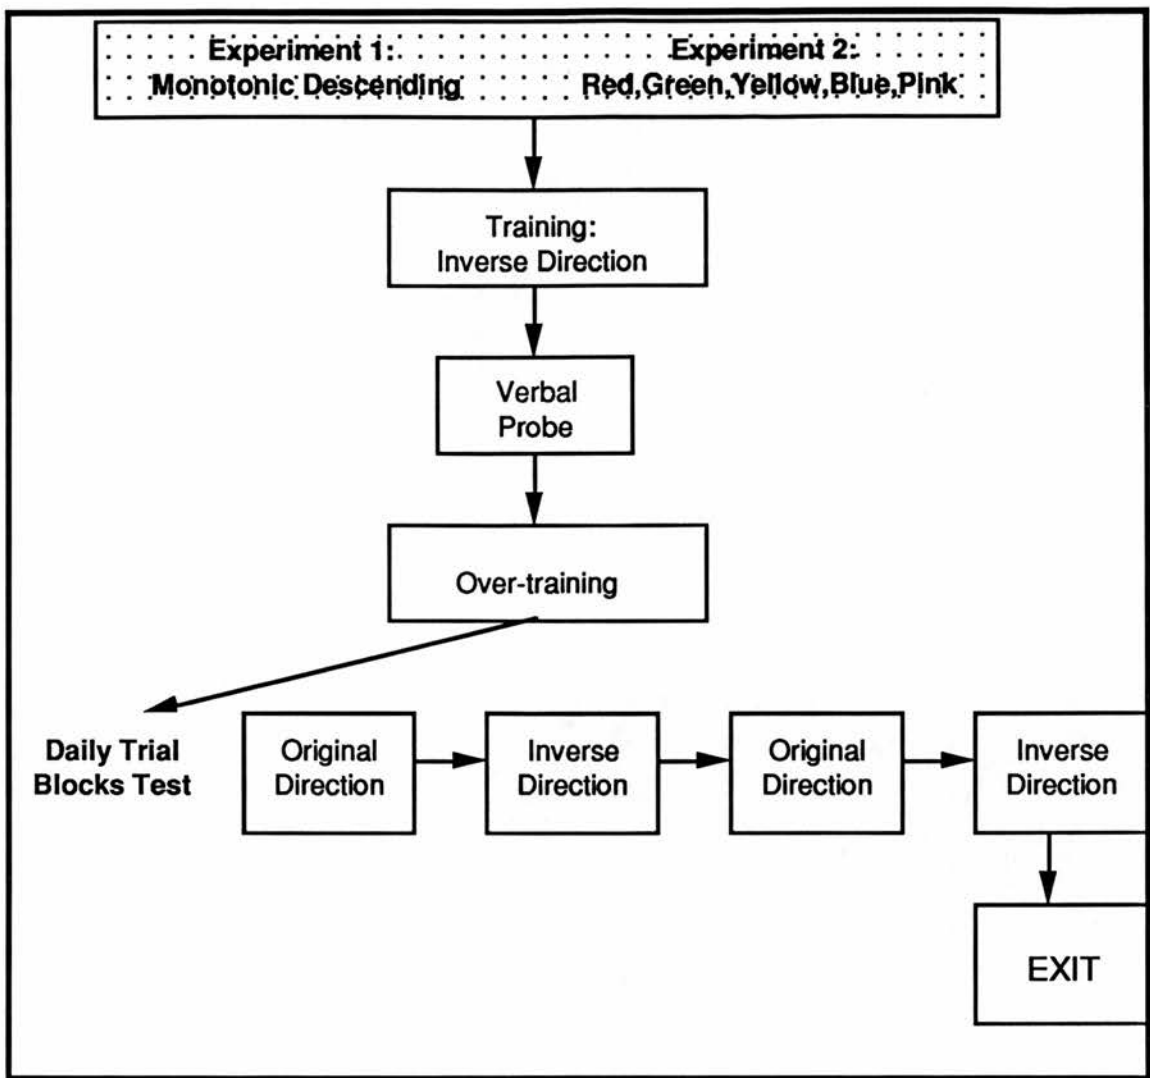 Experiment 1:
Monotonic Descending
Experiment 2:
Red,Green,Yellow,Blue,Pink
Training:
Inverse Direction
Verbal
Probe
Over-training
Daily Trial
Blocks Test
Original
Direction
Inverse
Direction
Original
Direction
Inverse
Direction
EXIT